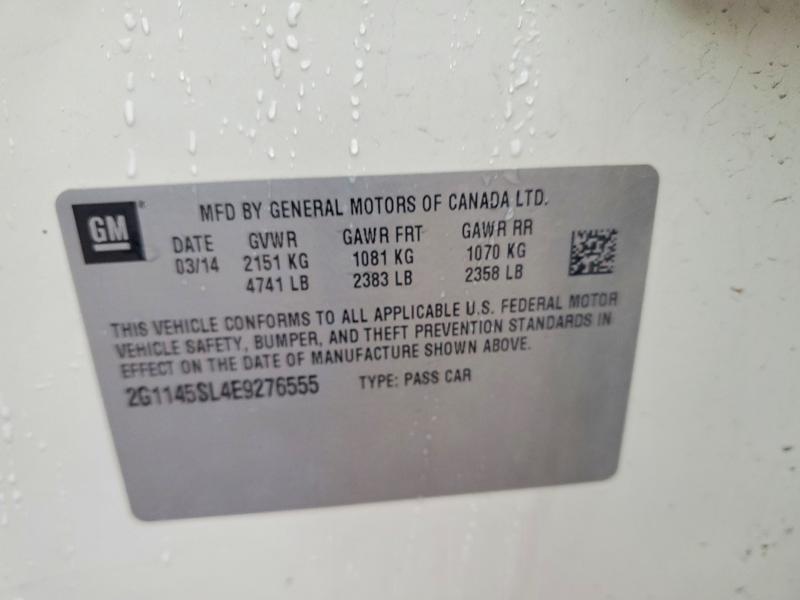 GM
MFD BY GENERAL MOTORS OF CANADA LTD.
DATE GVWR GAWR FRT GAWR RR
03/14 2151 KG 1081 KG 1070 KG
4741 LB 2383 LB 2358 LB
THIS VEHICLE CONFORMS TO ALL APPLICABLE U.S. FEDERAL MOTOR
VEHICLE SAFETY, BUMPER, AND THEFT PREVENTION STANDARDS IN
EFFECT ON THE DATE OF MANUFACTURE SHOWN ABOVE.
2G1145SL4E9276555 TYPE: PASS CAR